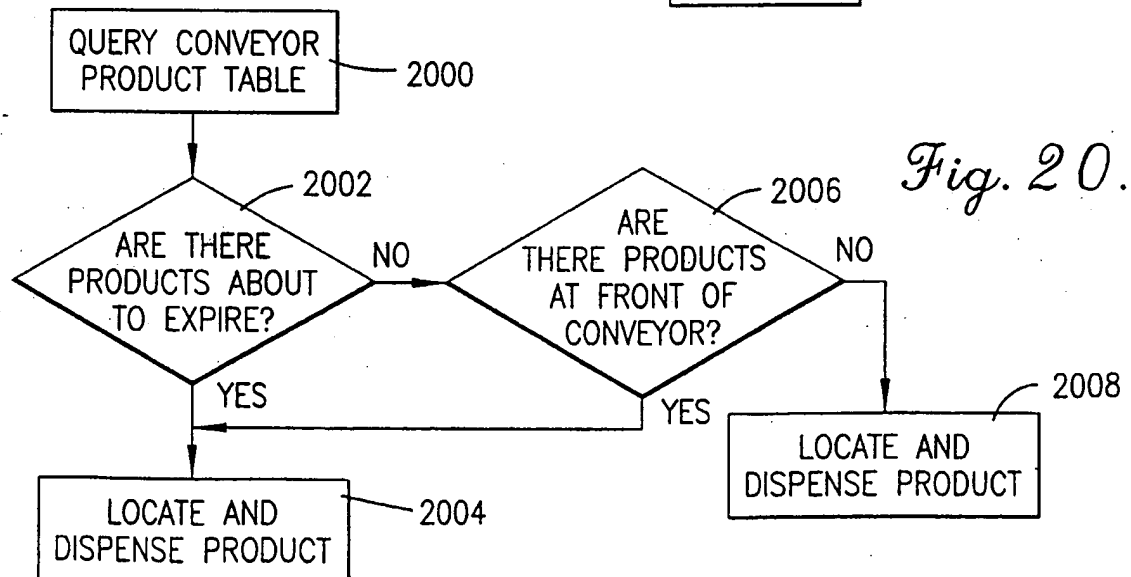 QUERY CONVEYOR
PRODUCT TABLE
2000
Fig. 20.
2002
ARE THERE
PRODUCTS ABOUT
TO EXPIRE?
NO
YES
2006
ARE
THERE PRODUCTS
AT FRONT OF
CONVEYOR?
NO
YES
LOCATE AND
DISPENSE PRODUCT
2004
LOCATE AND
DISPENSE PRODUCT
2008